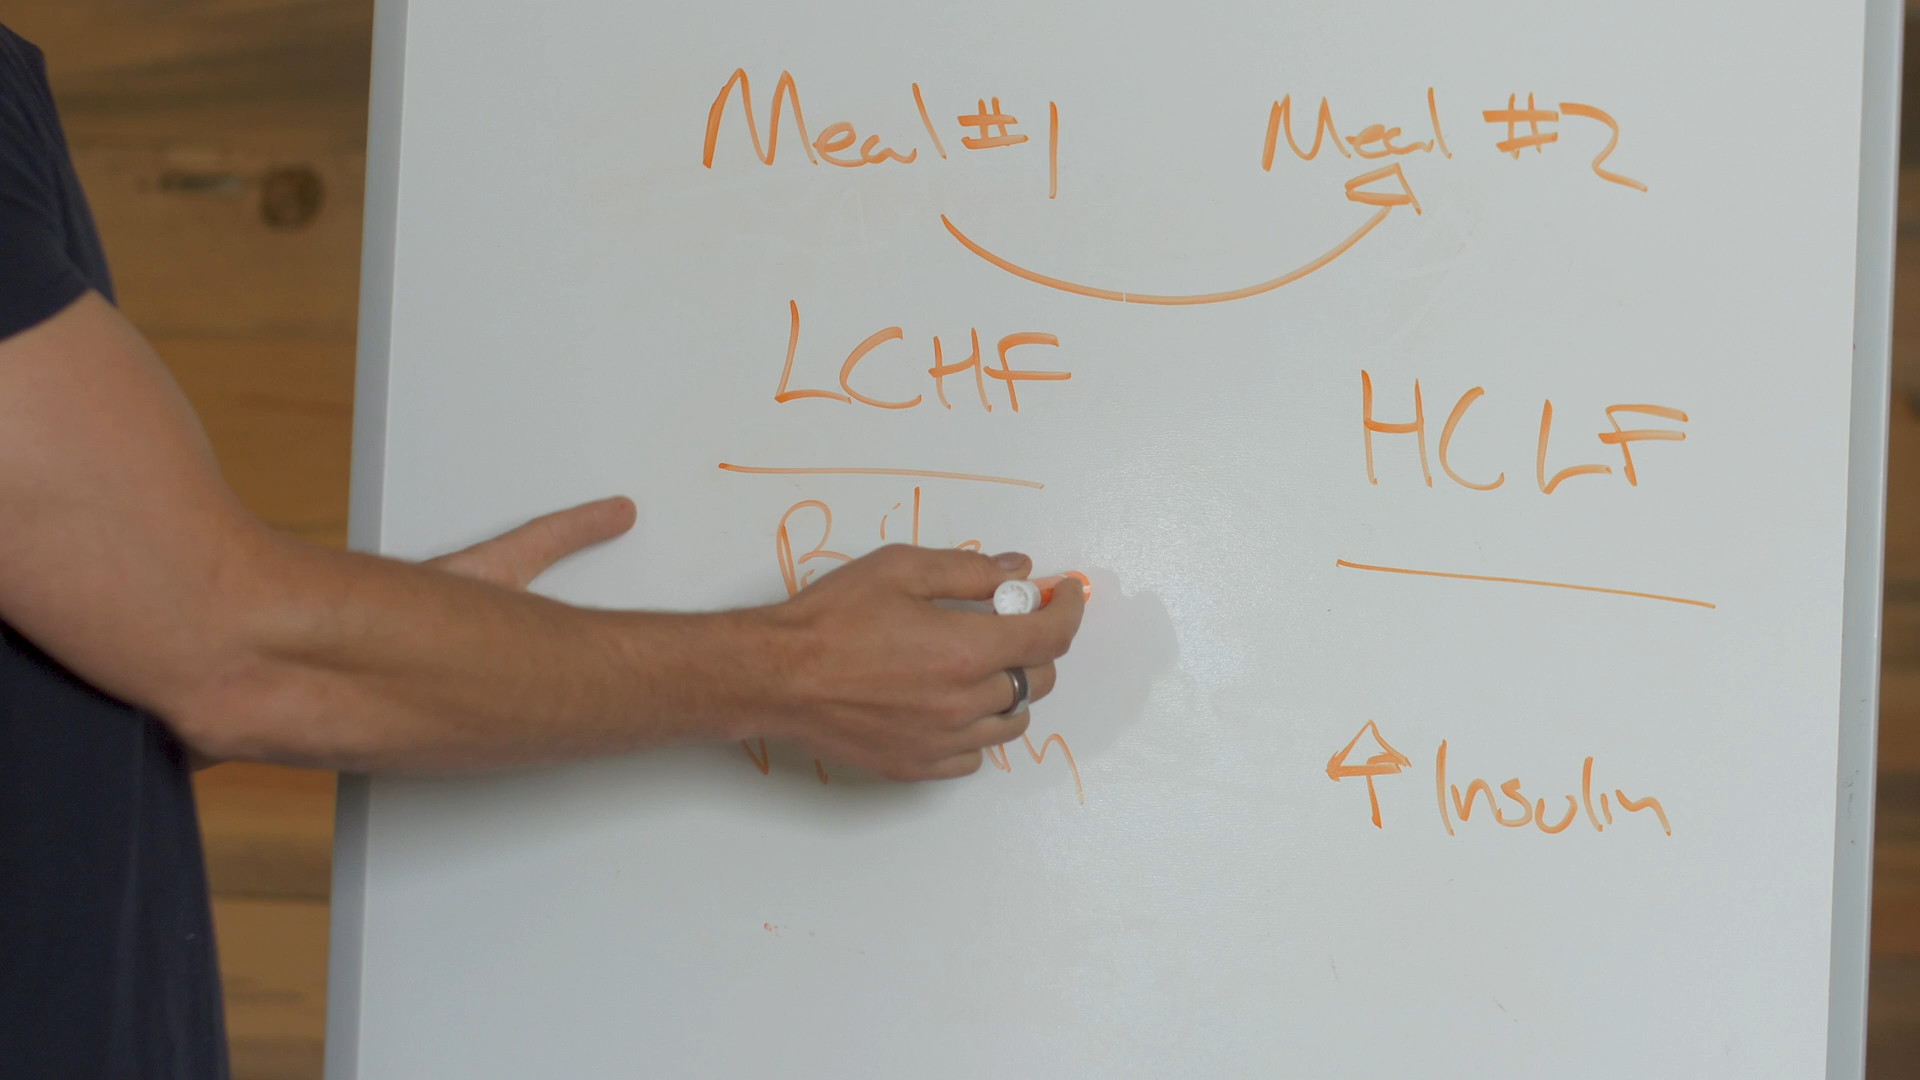 Meal #1
Meal #2
LCHF
HCLF
↑ Insulin